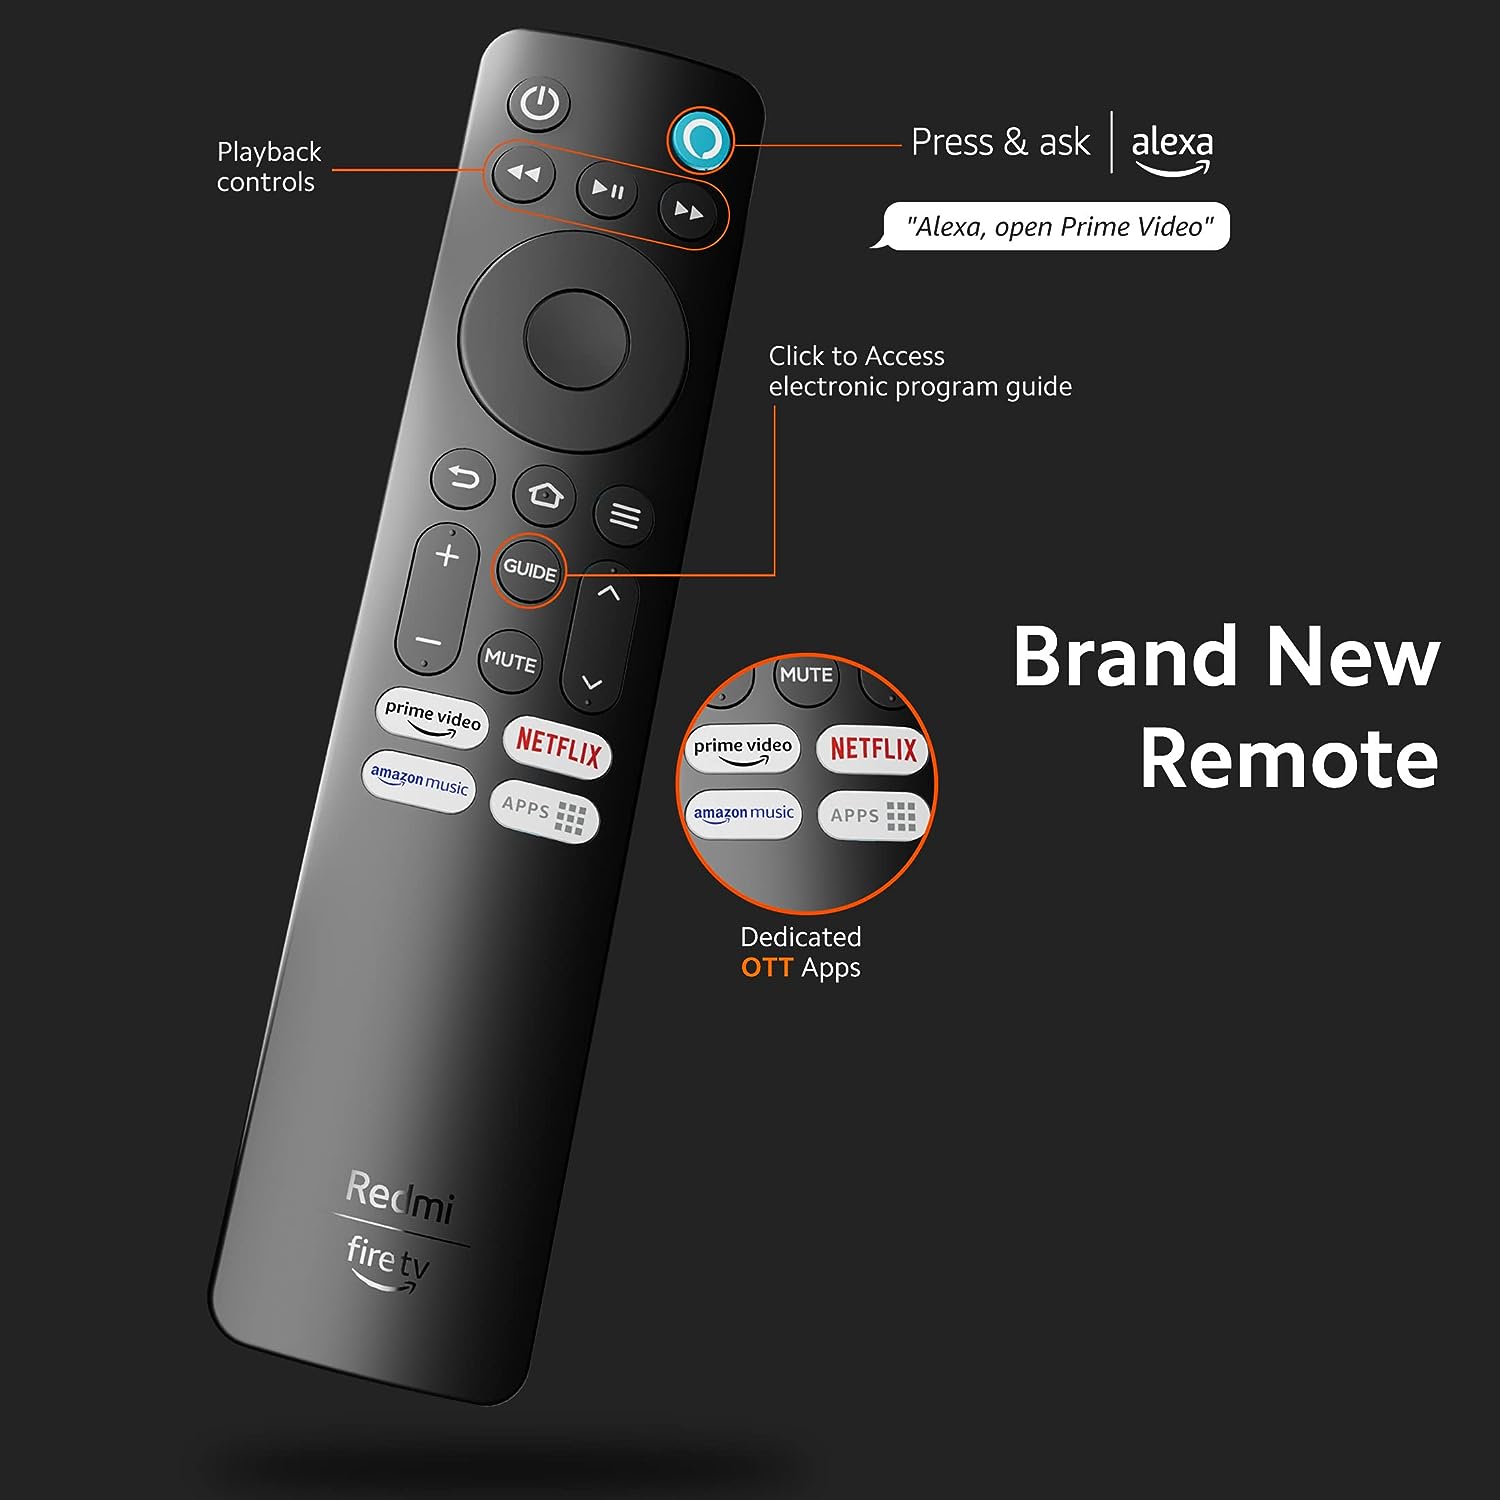 Playback
controls
Press & ask | alexa
"Alexa, open Prime Video"
Click to Access
electronic program guide
GUIDE
MUTE
prime video
NETFLIX
amazon music
APPS
MUTE
prime video
NETFLIX
amazon music
APPS
Dedicated
OTT Apps
Brand New
Remote
Redmi
fire tv